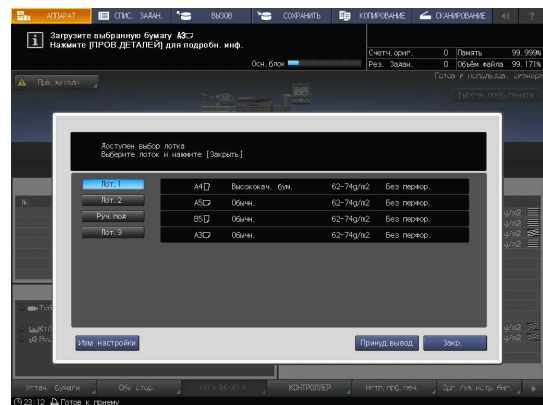 АППАРАТ
СПИС. ЗАДАН.
ВЫЗОВ
СОХРАНИТЬ
КОПИРОВАНИЕ
СКАНИРОВАНИЕ
Загрузите выбранную бумагу А3
Нажмите [ПРОВ.ДЕТАЛЕЙ] для подробн. инф.
Осн. блок
Счетч. ориг. 0 Память 99,999%
Рез. Задан. 0 Объём файла 99,171%
Доступен выбор лотка
Выберите лоток и нажмите [Закрыть]
Лот. 1 A4 Высококач. бум. 62-74g/m2 Без перфор.
Лот. 2 A5 Обычн. 62-74g/m2 Без перфор.
Руч. под B5 Обычн. 62-74g/m2 Без перфор.
Лот. 3 A3 Обычн. 62-74g/m2 Без перфор.
Изм. настройки
Принуд.вывод
Закр.
КОНТРОЛЛЕР
23:12 Готов к приему